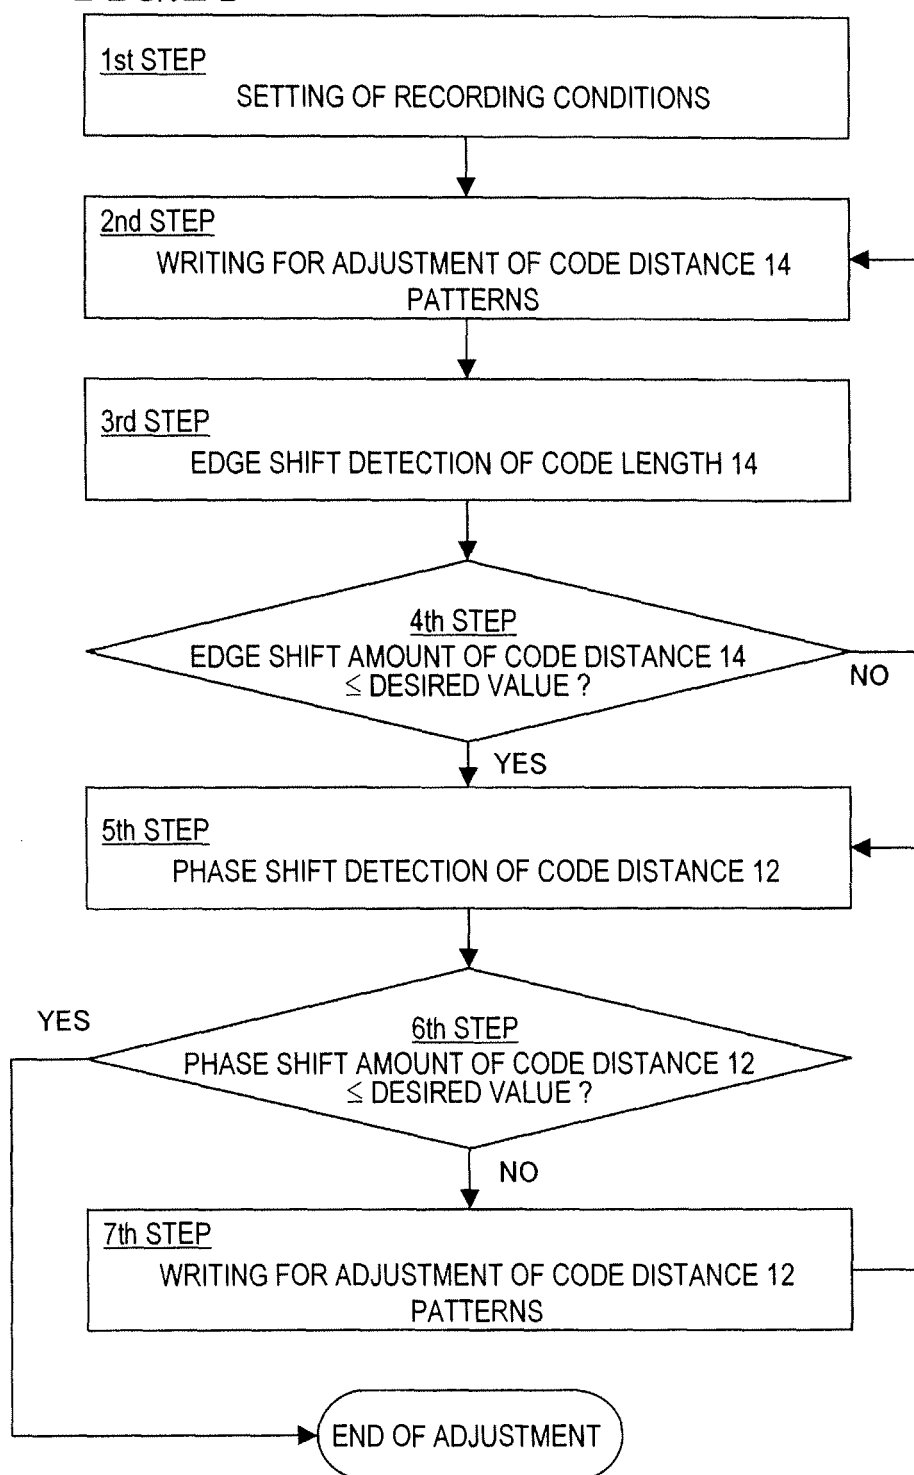 1st STEP
SETTING OF RECORDING CONDITIONS
2nd STEP
WRITING FOR ADJUSTMENT OF CODE DISTANCE 14
PATTERNS
3rd STEP
EDGE SHIFT DETECTION OF CODE LENGTH 14
4th STEP
EDGE SHIFT AMOUNT OF CODE DISTANCE 14
≤ DESIRED VALUE ?
NO
YES
5th STEP
PHASE SHIFT DETECTION OF CODE DISTANCE 12
YES
6th STEP
PHASE SHIFT AMOUNT OF CODE DISTANCE 12
≤ DESIRED VALUE ?
NO
7th STEP
WRITING FOR ADJUSTMENT OF CODE DISTANCE 12
PATTERNS
END OF ADJUSTMENT